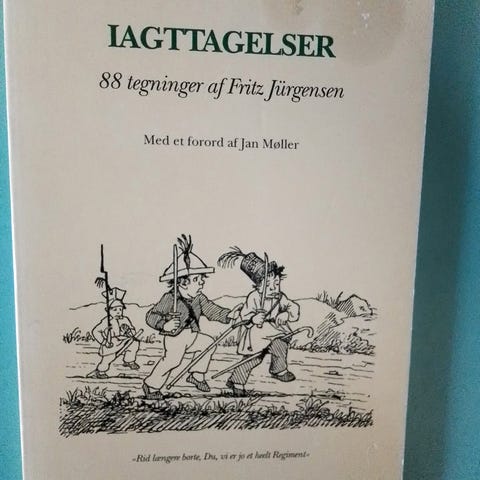 IAGTTAGELSER
88 tegninger af Fritz Jürgensen
Med et forord af Jan Møller
»Rid længere borte, Du, vi er jo et heelt Regiment«